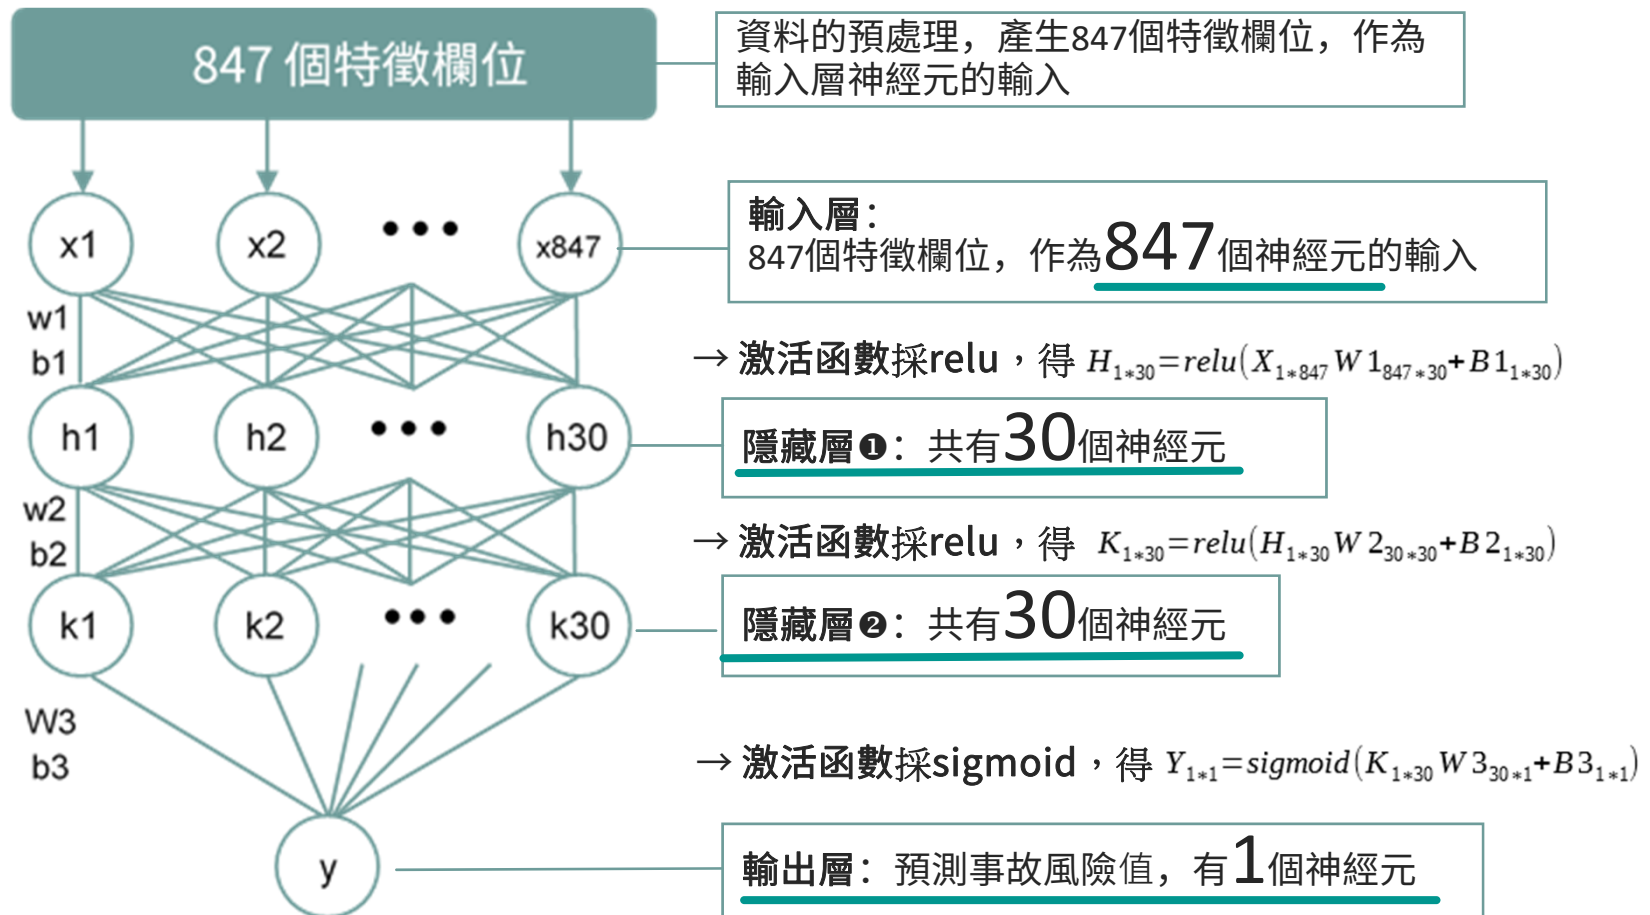 847 個特徵欄位
資料的預處理，產生847個特徵欄位，作為
輸入層神經元的輸入
x1 x2 ••• x847
輸入層：
847個特徵欄位，作為847個神經元的輸入
w1
b1
→ 激活函數採relu，得 H1*30=relu(X1*847 W 1847*30+B 11*30)
h1 h2 ••• h30
隱藏層❶：共有30個神經元
w2
b2
→ 激活函數採relu，得 K1*30=relu(H1*30 W 230*30+B 21*30)
k1 k2 ••• k30
隱藏層❷：共有30個神經元
W3
b3
→ 激活函數採sigmoid，得 Y1*1=sigmoid(K1*30 W 330*1+B 31*1)
y
輸出層：預測事故風險值，有1個神經元